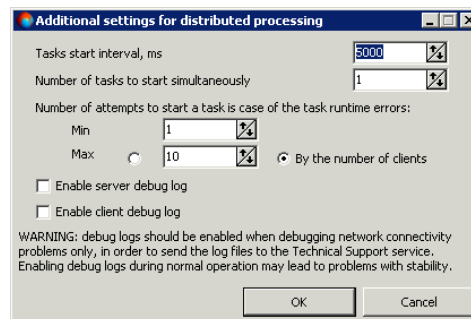 Additional settings for distributed processing
Tasks start interval, ms 5000
Number of tasks to start simultaneously 1
Number of attempts to start a task is case of the task runtime errors:
Min 1
Max 10 By the number of clients
Enable server debug log
Enable client debug log
WARNING: debug logs should be enabled when debugging network connectivity
problems only, in order to send the log files to the Technical Support service.
Enabling debug logs during normal operation may lead to problems with stability.
OK Cancel